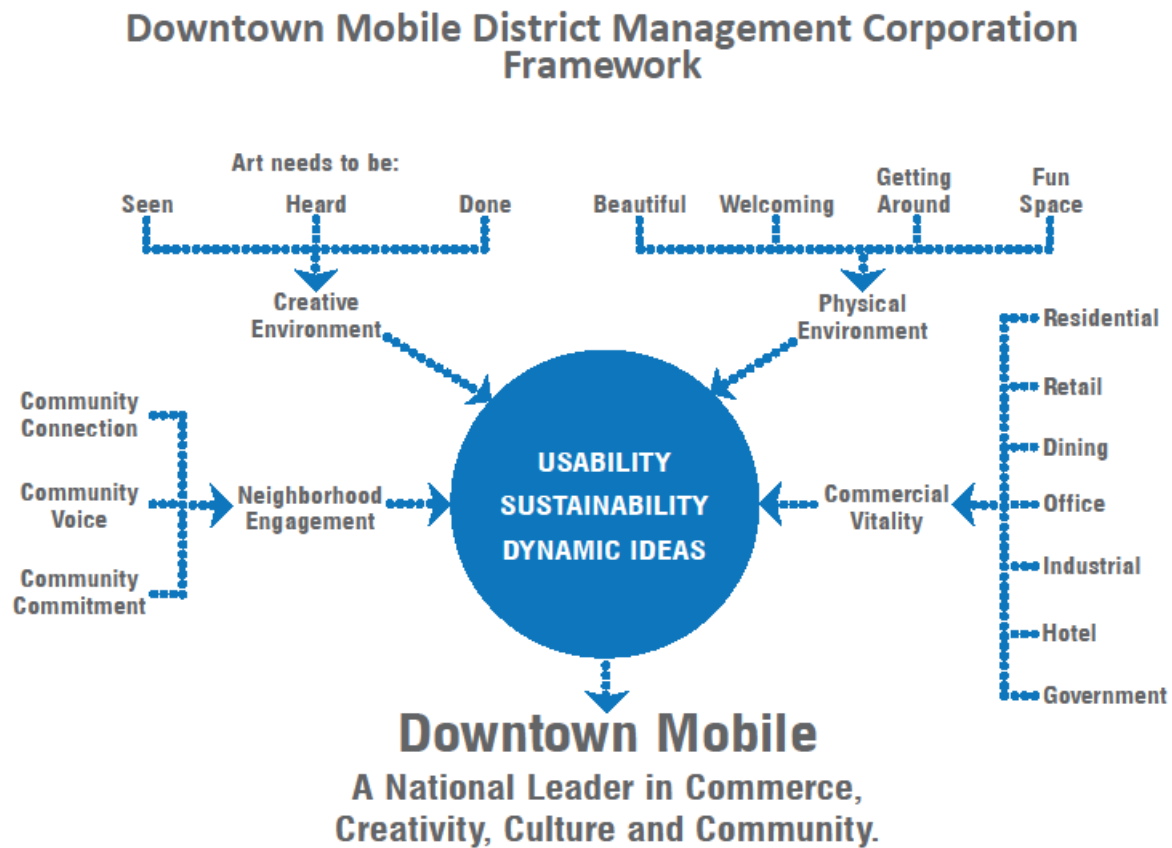 Downtown Mobile District Management Corporation
Framework
Art needs to be:
Seen
Heard
Done
Beautiful
Welcoming
Getting
Around
Fun
Space
Creative
Environment
Physical
Environment
Community
Connection
Community
Voice
Community
Commitment
Neighborhood
Engagement
USABILITY
SUSTAINABILITY
DYNAMIC IDEAS
Commercial
Vitality
Residential
Retail
Dining
Office
Industrial
Hotel
Government
Downtown Mobile
A National Leader in Commerce,
Creativity, Culture and Community.